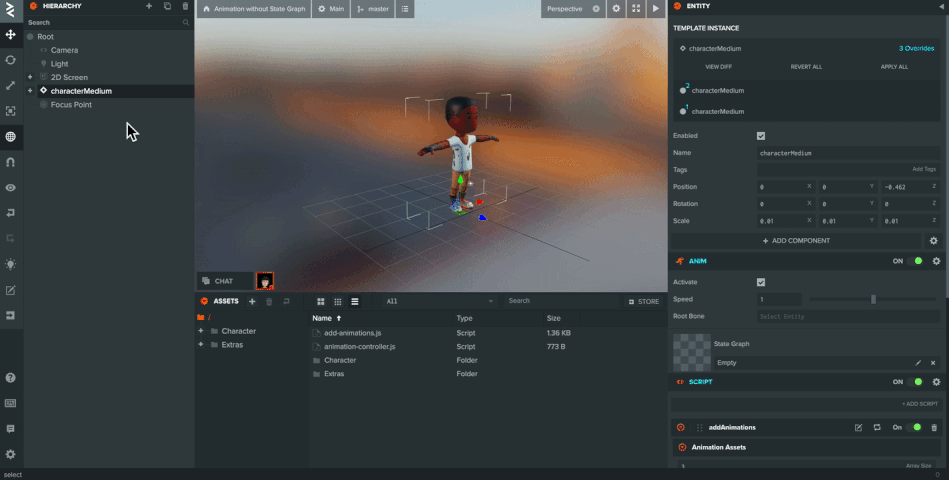 HIERARCHY
Search
Root
Camera
Light
2D Screen
characterMedium
Focus Point
Animation without State Graph
Main
master
Perspective
CHAT
ASSETS
All
Search
STORE
/
Character
Extras
Name
Type
Size
add-animations.js
Script
1.36 KB
animation-controller.js
Script
773 B
Character
Folder
Extras
Folder
ENTITY
TEMPLATE INSTANCE
characterMedium
3 Overrides
VIEW DIFF
REVERT ALL
APPLY ALL
2
characterMedium
1
characterMedium
Enabled
Name
characterMedium
Tags
Add Tags
Position
0 X
0 Y
-0.462 Z
Rotation
0 X
0 Y
0 Z
Scale
0.01 X
0.01 Y
0.01 Z
ADD COMPONENT
ANIM
ON
Activate
Speed
1
Root Bone
Select Entity
State Graph
Empty
SCRIPT
ON
+ ADD SCRIPT
addAnimations
On
Animation Assets
Array Size
select
0